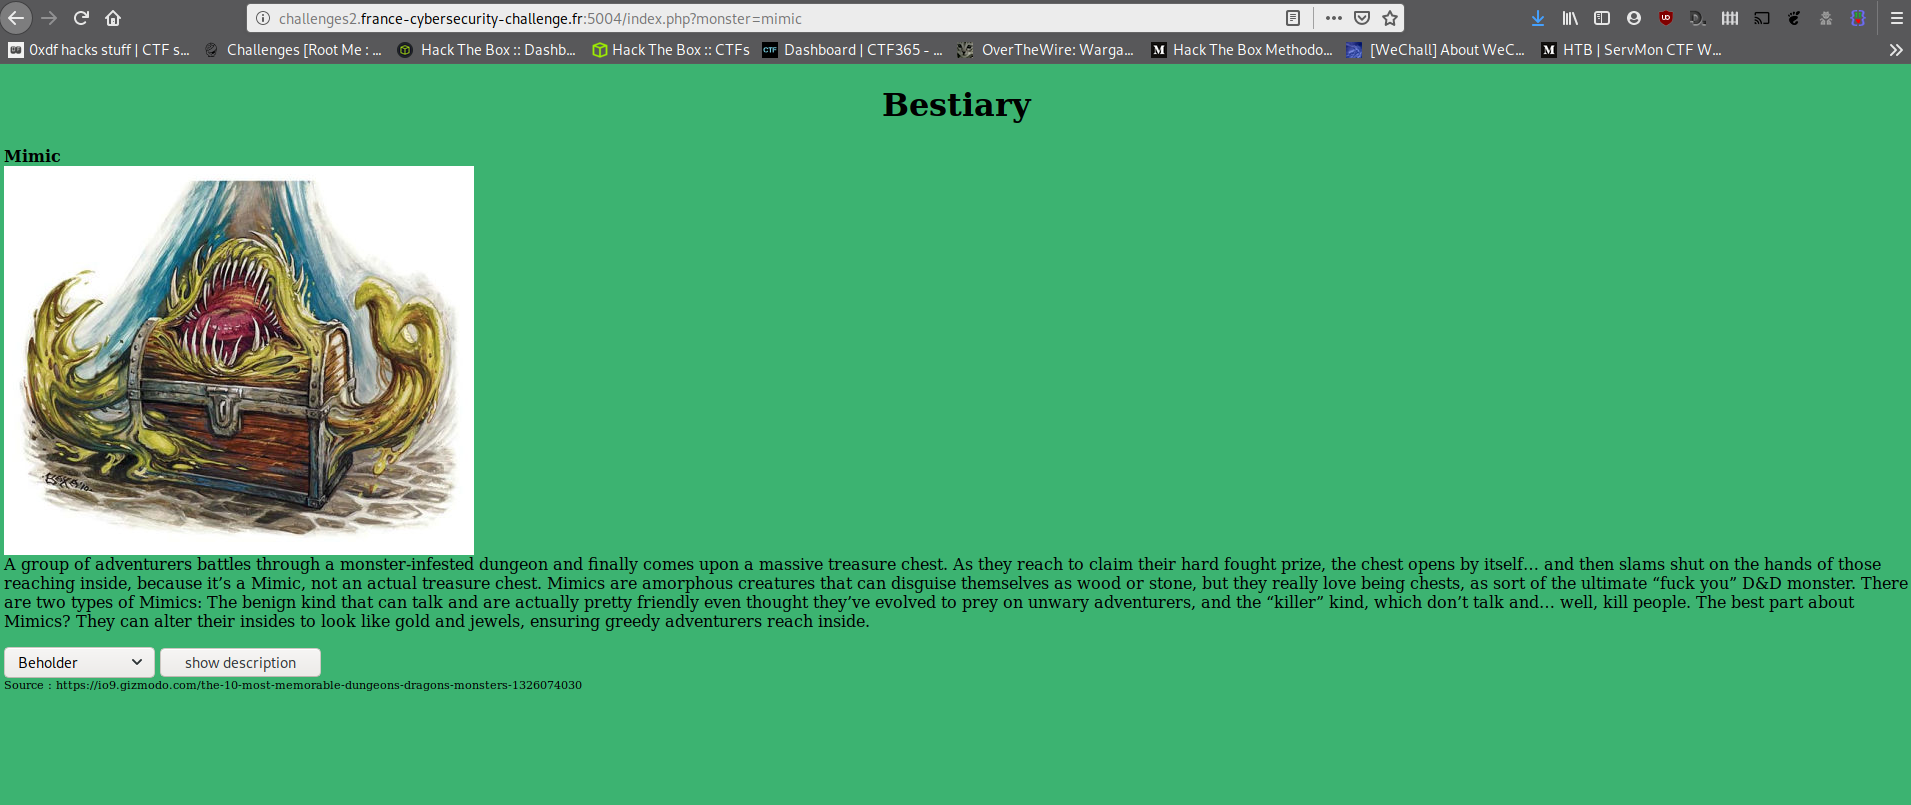 challenges2.france-cybersecurity-challenge.fr:5004/index.php?monster=mimic
0xdf hacks stuff | CTF s... Challenges [Root Me : ... Hack The Box :: Dashb... Hack The Box :: CTFs Dashboard | CTF365 - ... OverTheWire: Warga... Hack The Box Methodo... [WeChall] About WeC... HTB | ServMon CTF W...
Bestiary
Mimic
A group of adventurers battles through a monster-infested dungeon and finally comes upon a massive treasure chest. As they reach to claim their hard fought prize, the chest opens by itself… and then slams shut on the hands of those
reaching inside, because it’s a Mimic, not an actual treasure chest. Mimics are amorphous creatures that can disguise themselves as wood or stone, but they really love being chests, as sort of the ultimate “fuck you” D&D monster. There
are two types of Mimics: The benign kind that can talk and are actually pretty friendly even thought they’ve evolved to prey on unwary adventurers, and the “killer” kind, which don’t talk and… well, kill people. The best part about
Mimics? They can alter their insides to look like gold and jewels, ensuring greedy adventurers reach inside.
Beholder show description
Source : https://io9.gizmodo.com/the-10-most-memorable-dungeons-dragons-monsters-1326074030